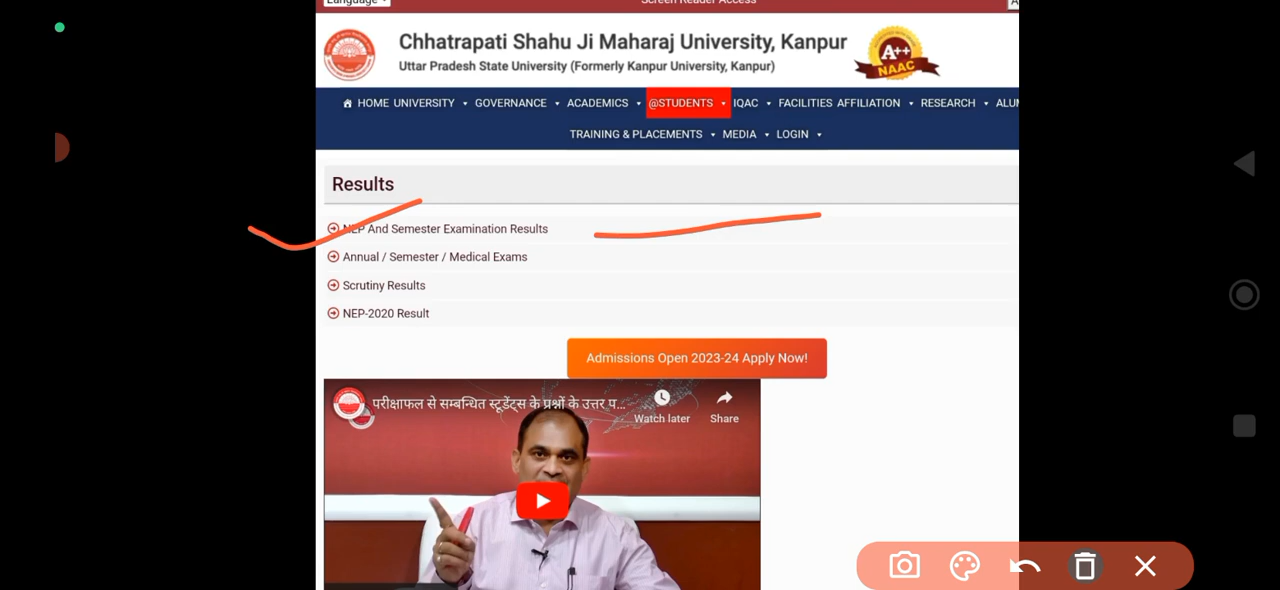 Language
Screen Reader Access
A
Chhatrapati Shahu Ji Maharaj University, Kanpur
Uttar Pradesh State University (Formerly Kanpur University, Kanpur)
A++
NAAC
HOME UNIVERSITY GOVERNANCE ACADEMICS @STUDENTS IQAC FACILITIES AFFILIATION RESEARCH ALUM
TRAINING & PLACEMENTS MEDIA LOGIN
Results
NEP And Semester Examination Results
Annual / Semester / Medical Exams
Scrutiny Results
NEP-2020 Result
Admissions Open 2023-24 Apply Now!
परीक्षाफल से सम्बन्धित स्टूडेंट्स के प्रश्नों के उत्तर प...
Watch later
Share